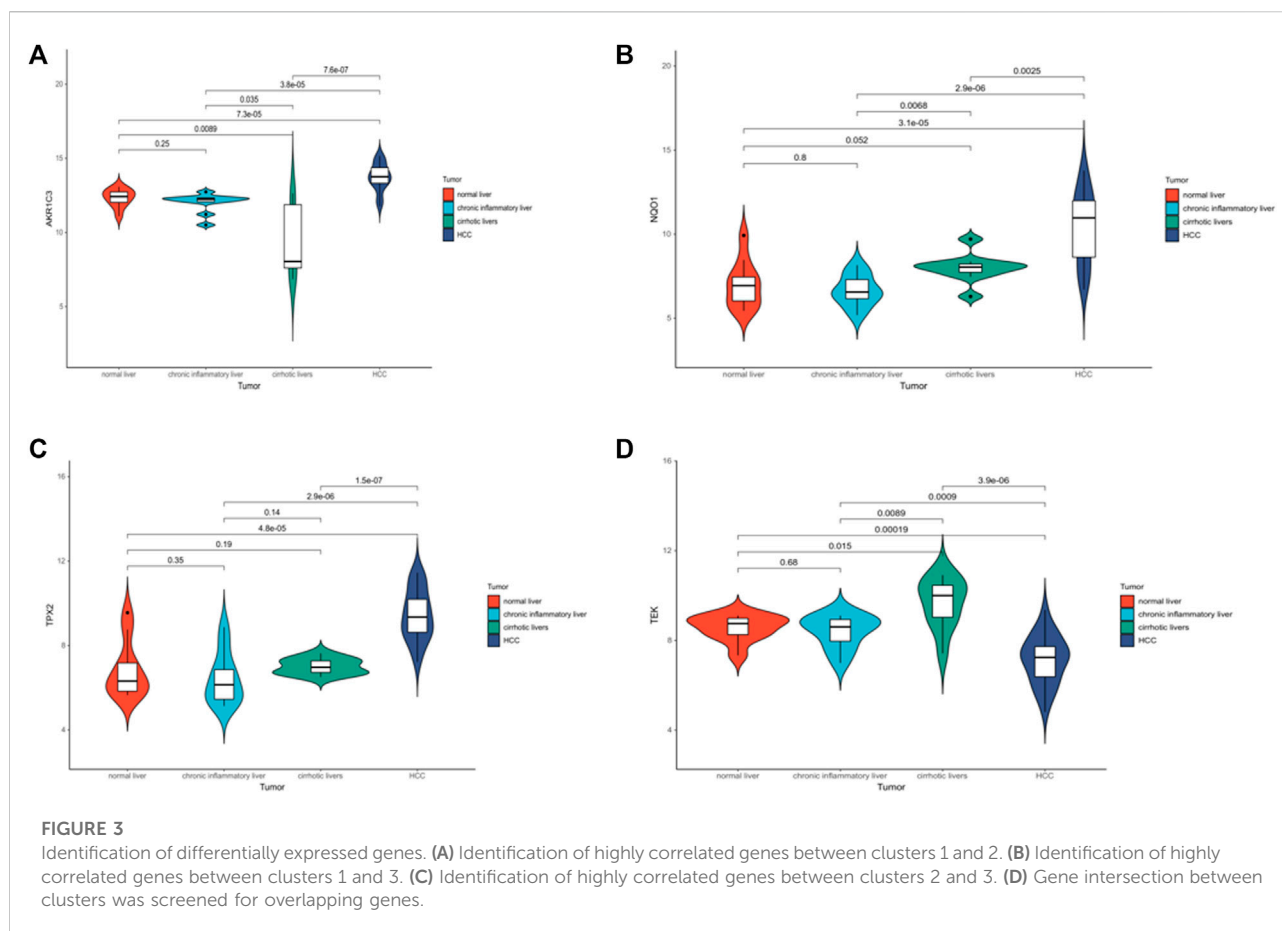 A
20
15
10
5
AKR1C3
7.6e-07
3.8e-05
0.035
7.3e-05
0.0089
0.25
normal liver
chronic inflammatory liver
cirrhotic livers
HCC
Tumor
Tumor
normal liver
chronic inflammatory liver
cirrhotic livers
HCC
B
20
15
10
5
NQO1
0.0025
2.9e-06
0.0068
3.1e-05
0.052
0.8
normal liver
chronic inflammatory liver
cirrhotic livers
HCC
Tumor
Tumor
normal liver
chronic inflammatory liver
cirrhotic livers
HCC
C
16
12
8
4
TPX2
1.5e-07
2.9e-06
0.14
4.8e-05
0.19
0.35
normal liver
chronic inflammatory liver
cirrhotic livers
HCC
Tumor
Tumor
normal liver
chronic inflammatory liver
cirrhotic livers
HCC
D
16
12
8
4
TEK
3.9e-06
0.0009
0.0089
0.00019
0.015
0.68
normal liver
chronic inflammatory liver
cirrhotic livers
HCC
Tumor
Tumor
normal liver
chronic inflammatory liver
cirrhotic livers
HCC
FIGURE 3
Identification of differentially expressed genes. (A) Identification of highly correlated genes between clusters 1 and 2. (B) Identification of highly
correlated genes between clusters 1 and 3. (C) Identification of highly correlated genes between clusters 2 and 3. (D) Gene intersection between
clusters was screened for overlapping genes.